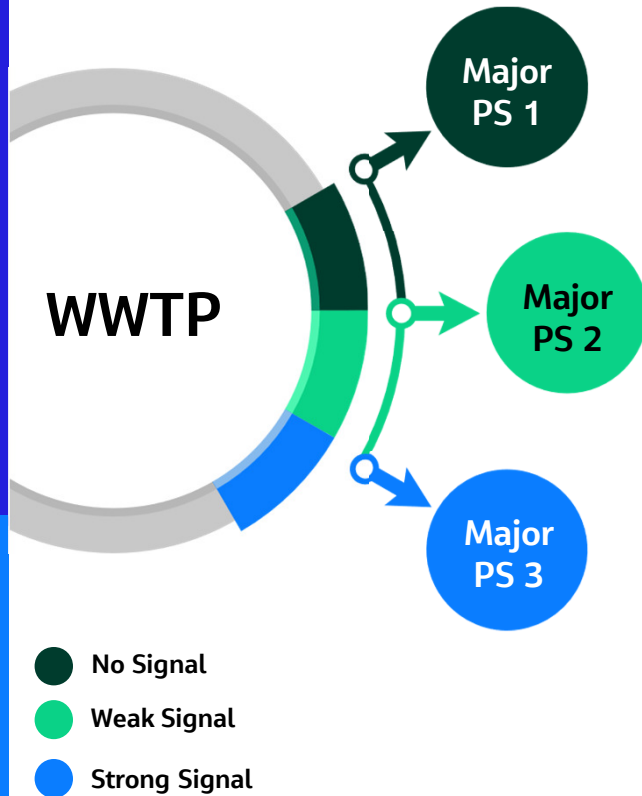 Major
PS 1
WWTP
Major
PS 2
Major
PS 3
No Signal
Weak Signal
Strong Signal